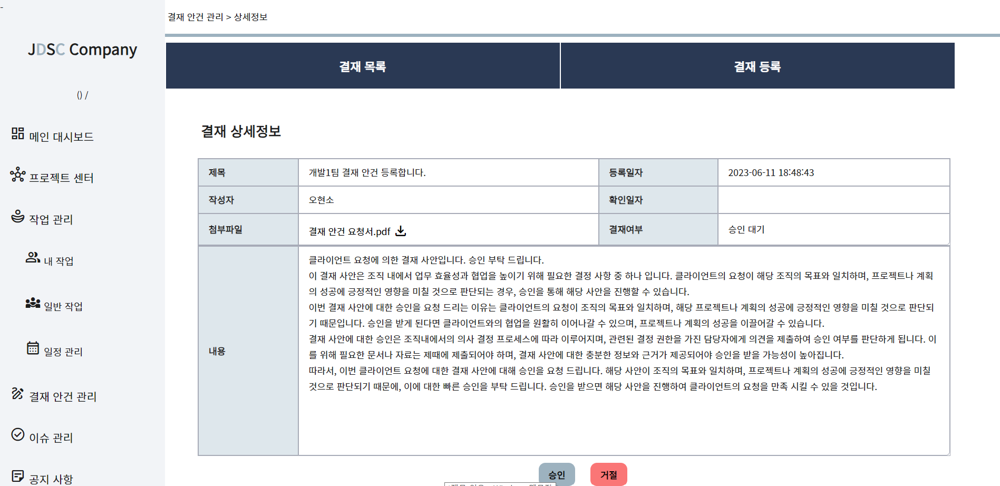 -
결재 안건 관리 > 상세정보
JDSC Company
() /
메인 대시보드
프로젝트 센터
작업 관리
내 작업
일반 작업
일정 관리
결재 안건 관리
이슈 관리
공지 사항
결재 목록
결재 등록
결재 상세정보
제목
개발1팀 결재 안건 등록합니다.
등록일자
2023-06-11 18:48:43
작성자
오현소
확인일자
첨부파일
결재 안건 요청서.pdf
결재여부
승인 대기
내용
클라이언트 요청에 의한 결재 사안입니다. 승인 부탁 드립니다.
이 결재 사안은 조직 내에서 업무 효율성과 협업을 높이기 위해 필요한 결정 사항 중 하나 입니다. 클라이언트의 요청이 해당 조직의 목표와 일치하며, 프로젝트나 계획
의 성공에 긍정적인 영향을 미칠 것으로 판단되는 경우, 승인을 통해 해당 사안을 진행할 수 있습니다.
이번 결재 사안에 대한 승인을 요청 드리는 이유는 클라이언트의 요청이 조직의 목표와 일치하며, 해당 프로젝트나 계획의 성공에 긍정적인 영향을 미칠 것으로 판단되
기 때문입니다. 승인을 받게 된다면 클라이언트와의 협업을 원활히 이어나갈 수 있으며, 프로젝트나 계획의 성공을 이끌어갈 수 있습니다.
결재 사안에 대한 승인은 조직내에서의 의사 결정 프로세스에 따라 이루어지며, 관련된 결정 권한을 가진 담당자에게 의견을 제출하여 승인 여부를 판단하게 됩니다. 이
를 위해 필요한 문서나 자료는 제때에 제출되어야 하며, 결재 사안에 대한 충분한 정보와 근거가 제공되어야 승인을 받을 가능성이 높아집니다.
따라서, 이번 클라이언트 요청에 대한 결재 사안에 대해 승인을 요청 드립니다. 해당 사안이 조직의 목표와 일치하며, 프로젝트나 계획의 성공에 긍정적인 영향을 미칠
것으로 판단되기 때문에, 이에 대한 빠른 승인을 부탁 드립니다. 승인을 받으면 해당 사안을 진행하여 클라이언트의 요청을 만족 시킬 수 있을 것입니다.
승인
거절